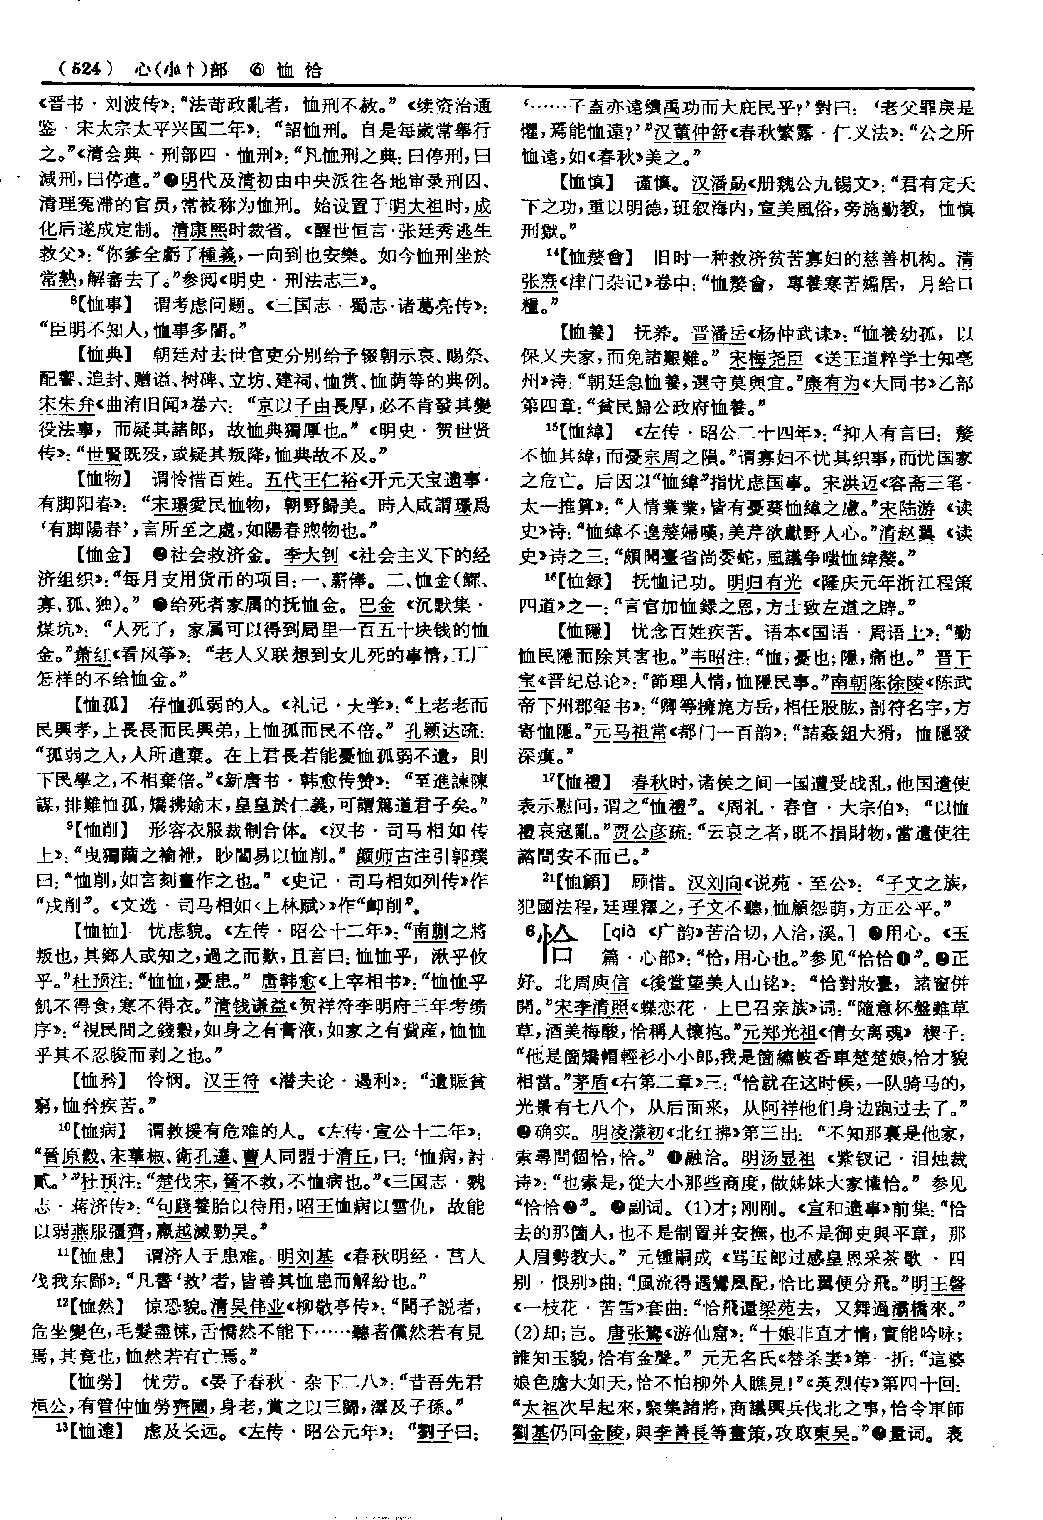 (524) 心(⺗忄)部 ⑥ 恤 恰
《晋书·刘波传》：“法苛政亂者，恤刑不赦。”《续资治通
鉴·宋太宗太平兴国二年》：“詔恤刑。自是每歲常舉行
之。”《清会典·刑部四·恤刑》：“凡恤刑之典：曰停刑，曰
減刑，曰停遣。”❷明代及清初由中央派往各地审录刑囚、
清理冤滞的官员，常被称为恤刑。始设置于明太祖时，成
化后遂成定制。清康熙时裁省。《醒世恒言·张廷秀逃生
救父》：“你爹全虧了種義，一向到也安樂。如今恤刑坐於
常熟，解審去了。”参阅《明史·刑法志三》。
8【恤事】 谓考虑问题。《三国志·蜀志·诸葛亮传》：
“臣明不知人，恤事多闇。”
【恤典】 朝廷对去世官吏分别给予辍朝示哀、赐祭、
配饗、追封、赠谥、树碑、立坊、建祠、恤赏、恤荫等的典例。
宋朱弁《曲洧旧闻》卷六：“京以子由長厚，必不肯發其變
役法事，而疑其諸郎，故恤典獨厚也。”《明史·贺世贤
传》：“世賢既歿，或疑其叛降，恤典故不及。”
【恤物】 谓怜惜百姓。五代王仁裕《开元天宝遗事·
有脚阳春》：“宋璟愛民恤物，朝野歸美。時人咸謂璟爲
‘有脚陽春’，言所至之處，如陽春煦物也。”
【恤金】 ❶社会救济金。李大钊《社会主义下的经
济组织》：“每月支用货币的项目：一、薪俸。二、恤金(鳏、
寡、孤、独)。” ❷给死者家属的抚恤金。巴金《沉默集·
煤坑》：“人死了，家属可以得到局里一百五十块钱的恤
金。”萧红《看风筝》：“老人又联想到女儿死的事情，工厂
怎样的不给恤金。”
【恤孤】 存恤孤弱的人。《礼记·大学》：“上老老而
民興孝，上長長而民興弟，上恤孤而民不倍。”孔颖达疏：
“孤弱之人，人所遺棄。在上君長若能憂恤孤弱不遺，則
下民學之，不相棄倍。”《新唐书·韩愈传赞》：“至進諫陳
謀，排難恤孤，矯拂媮末，皇皇於仁義，可謂篤道君子矣。”
9【恤削】 形容衣服裁制合体。《汉书·司马相如传
上》：“曳獨繭之褕袣，眇閻易以恤削。”颜师古注引郭璞
曰：“恤削，如言刻畫作之也。”《史记·司马相如列传》作
“戌削”。《文选·司马相如〈上林赋〉》作“卹削”。
【恤恤】 忧虑貌。《左传·昭公十二年》：“南蒯之將
叛也，其鄉人或知之，過之而歎，且言曰：恤恤乎，湫乎攸
乎。”杜预注：“恤恤，憂患。”唐韩愈《上宰相书》：“恤恤乎
飢不得食，寒不得衣。”清钱谦益《贺祥符李明府三年考绩
序》：“視民間之錢穀，如身之有膏液，如家之有貲産，恤恤
乎其不忍朘而剥之也。”
【恤矜】 怜悯。汉王符《潜夫论·遏利》：“遺賑貧
窮，恤矜疾苦。”
10【恤病】 谓救援有危难的人。《左传·宣公十二年》：
“晉原縠、宋華椒、衛孔達、曹人同盟于清丘，曰：‘恤病，討
貳。’”杜预注：“楚伐宋，晉不救，不恤病也。”《三国志·魏
志·蒋济传》：“句踐養胎以待用，昭王恤病以雪仇，故能
以弱燕服彊齊，羸越滅勁吴。”
11【恤患】 谓济人于患难。明刘基《春秋明经·莒人
伐我东鄙》：“凡書‘救’者，皆善其恤患而解紛也。”
12【恤然】 惊恐貌。清吴伟业《柳敬亭传》：“聞子説者，
危坐變色，毛髮盡悚，舌撟然不能下……聽者儻然若有見
焉，其竟也，恤然若有亡焉。”
【恤勞】 忧劳。《晏子春秋·杂下二八》：“昔吾先君
桓公，有管仲恤勞齊國，身老，賞之以三歸，澤及子孫。”
13【恤遠】 虑及长远。《左传·昭公元年》：“劉子曰：
‘……子盍亦遠績禹功而大庇民乎？’對曰：‘老父罪戾是
懼，焉能恤遠？’”汉董仲舒《春秋繁露·仁义法》：“公之所
恤遠，如《春秋》美之。”
【恤慎】 谨慎。汉潘勗《册魏公九锡文》：“君有定天
下之功，重以明德，班叙海内，宣美風俗，旁施勤教，恤慎
刑獄。”
14【恤嫠會】 旧时一种救济贫苦寡妇的慈善机构。清
张焘《津门杂记》卷中：“恤嫠會，專養寒苦孀居，月給口
糧。”
【恤養】 抚养。晋潘岳《杨仲武诔》：“恤養幼孤，以
保乂夫家，而免諸艱難。”宋梅尧臣《送王道粹学士知亳
州》诗：“朝廷急恤養，選守莫與宜。”康有为《大同书》乙部
第四章：“貧民歸公政府恤養。”
15【恤緯】 《左传·昭公二十四年》：“抑人有言曰：嫠
不恤其緯，而憂宗周之隕。”谓寡妇不忧其织事，而忧国家
之危亡。后因以“恤緯”指忧虑国事。宋洪迈《容斋三笔·
太一推算》：“人情業業，皆有憂葵恤緯之慮。”宋陆游《读
史》诗：“恤緯不遑嫠婦嘆，美芹欲獻野人心。”清赵翼《读
史》诗之三：“頗聞臺省尚委蛇，風議争嗤恤緯嫠。”
16【恤録】 抚恤记功。明归有光《隆庆元年浙江程策
四道》之一：“言官加恤録之恩，方士致左道之辟。”
【恤隱】 忧念百姓疾苦。语本《国语·周语上》：“勤
恤民隱而除其害也。”韦昭注：“恤，憂也；隱，痛也。”晋干
宝《晋纪总论》：“節理人情，恤隱民事。”南朝陈徐陵《陈武
帝下州郡玺书》：“卿等擁旄方岳，相任股肱，剖符名字，方
寄恤隱。”元马祖常《都门一百韵》：“諸姦鉏大猾，恤隱發
深瘼。”
17【恤禮】 春秋时，诸侯之间一国遭受战乱，他国遣使
表示慰问，谓之“恤禮”。《周礼·春官·大宗伯》：“以恤
禮哀寇亂。”贾公彦疏：“云哀之者，既不損財物，當遣使往
諮問安不而已。”
21【恤顧】 顾惜。汉刘向《说苑·至公》：“子文之族，
犯國法程，廷理釋之，子文不聽，恤顧怨萌，方正公平。”
6恰 [qià 《广韵》苦洽切，入洽，溪。] ❶用心。《玉
篇·心部》：“恰，用心也。”参见“恰恰❶”。❷正
好。北周庾信《後堂望美人山铭》：“恰對妝臺，諸窗併
開。”宋李清照《蝶恋花·上巳召亲族》词：“隨意杯盤雖草
草，酒美梅酸，恰稱人懷抱。”元郑光祖《倩女离魂》楔子：
“他是箇矯帽輕衫小小郎，我是箇繡帔香車楚楚娘，恰才貌
相當。”茅盾《右第二章》三：“恰就在这时候，一队骑马的，
光景有七八个，从后面来，从阿祥他们身边跑过去了。”
❸确实。明凌濛初《北红拂》第三出：“不知那裏是他家，
索尋問個恰，恰。” ❹融洽。明汤显祖《紫钗记·泪烛裁
诗》：“也索是，從大小那些商度，做姊妹大家懽恰。”参见
“恰恰❷”。 ❺副词。(1)才；刚刚。《宣和遗事》前集：“恰
去的那箇人，也不是制置并安撫，也不是御史與平章，那
人眉勢教大。”元锺嗣成《骂玉郎过感皇恩采茶歌·四
别·恨别》曲：“風流得遇鸞凰配，恰比翼便分飛。”明王磐
《一枝花·苦雪》套曲：“恰飛還梁苑去，又舞過灞橋來。”
(2)却；岂。唐张鷟《游仙窟》：“十娘非直才情，實能吟咏；
誰知玉貌，恰有金聲。”元无名氏《替杀妻》第一折：“這婆
娘色膽大如天，恰不怕柳外人瞧見！”《英烈传》第四十回：
“太祖次早起來，聚集諸將，商議興兵伐北之事，恰令軍師
劉基仍回金陵，與李善長等畫策，攻取東吴。”❻量词。表